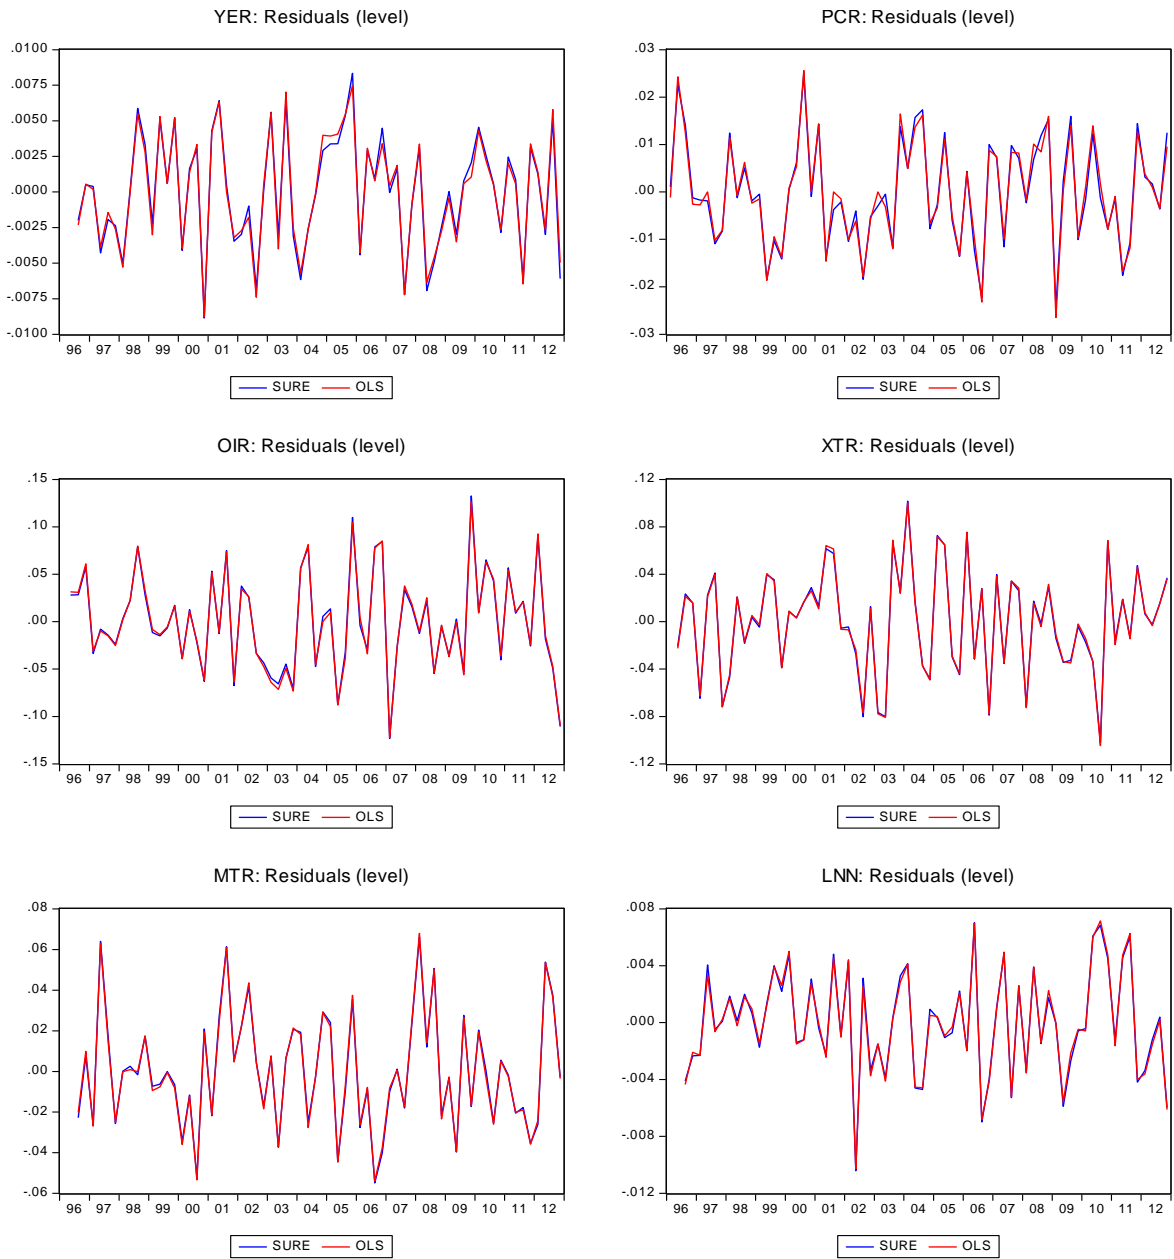 YER: Residuals (level)
.0100
.0075
.0050
.0025
.0000
-.0025
-.0050
-.0075
-.0100
96 97 98 99 00 01 02 03 04 05 06 07 08 09 10 11 12
SURE OLS
PCR: Residuals (level)
.03
.02
.01
.00
-.01
-.02
-.03
96 97 98 99 00 01 02 03 04 05 06 07 08 09 10 11 12
SURE OLS
OIR: Residuals (level)
.15
.10
.05
.00
-.05
-.10
-.15
96 97 98 99 00 01 02 03 04 05 06 07 08 09 10 11 12
SURE OLS
XTR: Residuals (level)
.12
.08
.04
.00
-.04
-.08
-.12
96 97 98 99 00 01 02 03 04 05 06 07 08 09 10 11 12
SURE OLS
MTR: Residuals (level)
.08
.06
.04
.02
.00
-.02
-.04
-.06
96 97 98 99 00 01 02 03 04 05 06 07 08 09 10 11 12
SURE OLS
LNN: Residuals (level)
.008
.004
.000
-.004
-.008
-.012
96 97 98 99 00 01 02 03 04 05 06 07 08 09 10 11 12
SURE OLS